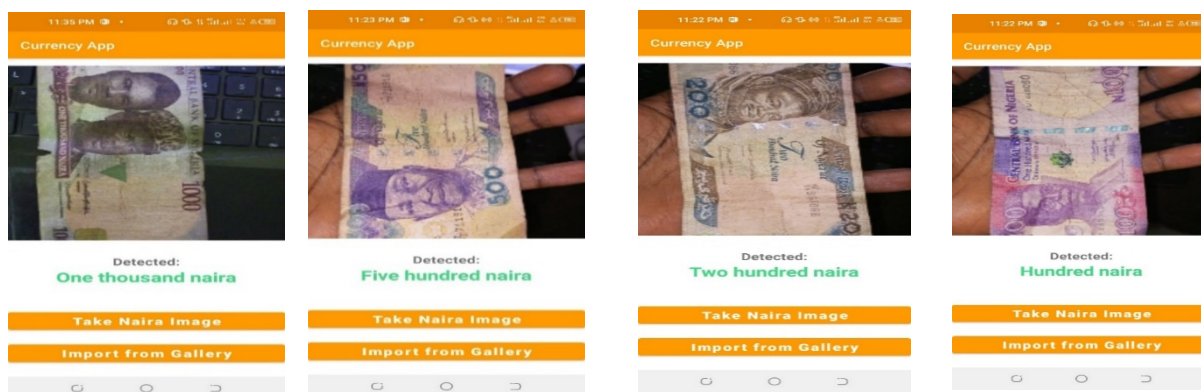 11:35 PM
Currency App
1000
Detected:
One thousand naira
Take Naira Image
Import from Gallery
11:23 PM
Currency App
500
Detected:
Five hundred naira
Take Naira Image
Import from Gallery
11:22 PM
Currency App
200
Detected:
Two hundred naira
Take Naira Image
Import from Gallery
11:22 PM
Currency App
CENTRAL BANK OF NIGERIA
Detected:
Hundred naira
Take Naira Image
Import from Gallery